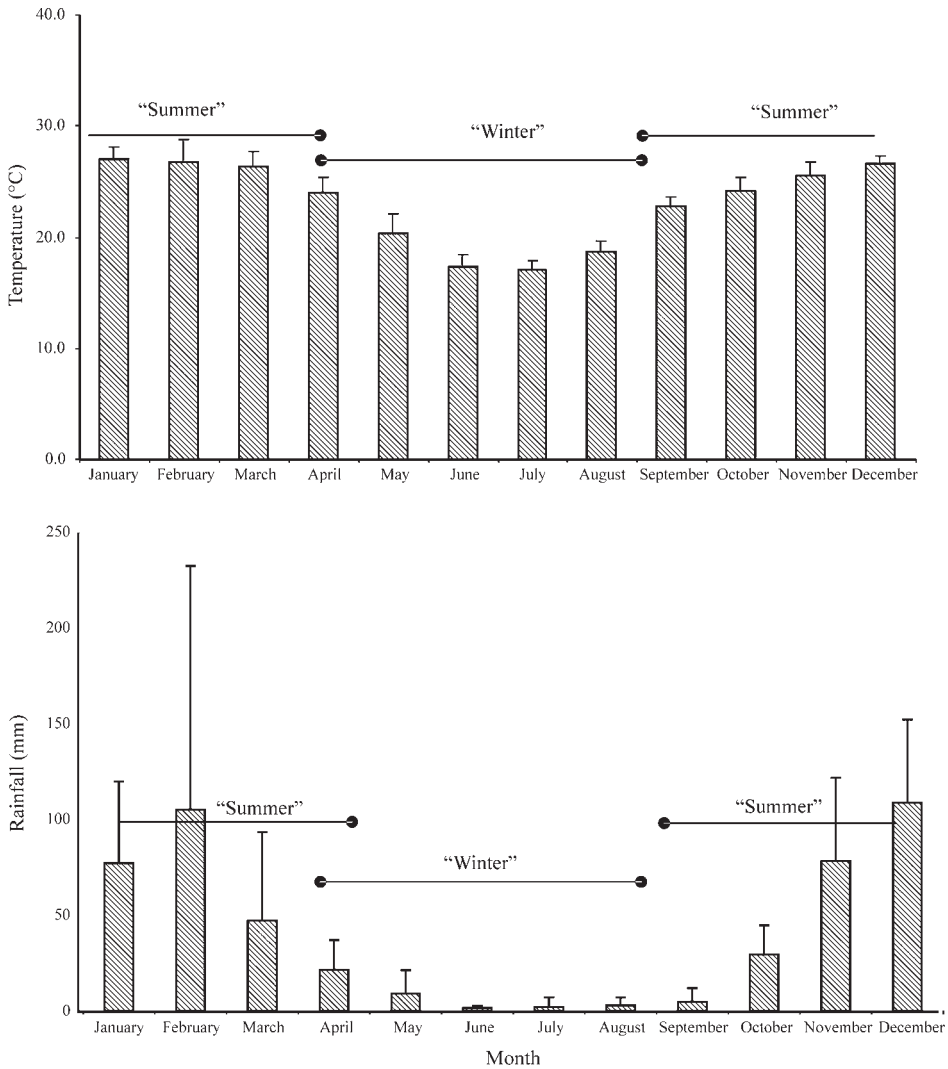 40.0
“Summer”
30.0
“Winter”
“Summer”
Temperature (°C)
20.0
10.0
0.0
January February March April May June July August September October November December
250
200
150
Rainfall (mm)
100
“Summer”
“Summer”
“Winter”
50
0
January February March April May June July August September October November December
Month